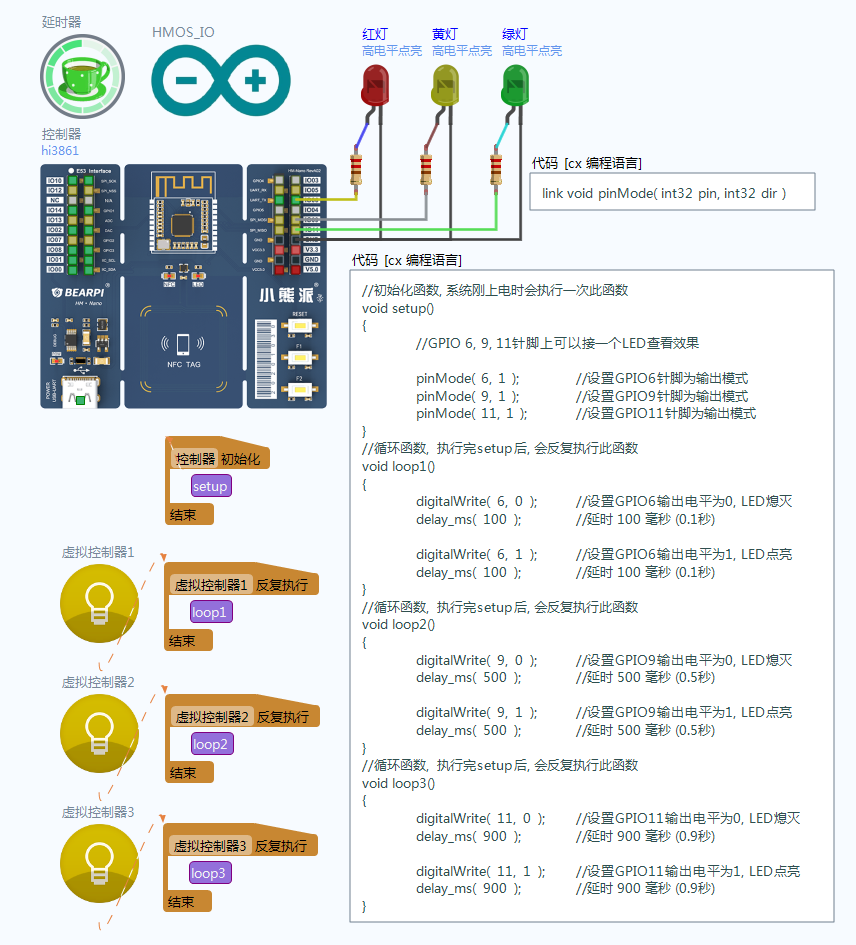 延时器
HMOS_IO
控制器
hi3861
红灯
高电平点亮
黄灯
高电平点亮
绿灯
高电平点亮
E53 Interface
IO10
IO12
NC
IO14
IO13
IO02
IO07
IO08
IO01
IO00
N/A
BEARPI
HM · Nano
POWER
USB-UART
NFC
LED
NFC TAG
HM-Nano
IO03
IO05
IO04
GND
V3.3
GND
V5.0
小熊派
RESET
F1
F2
代码 [cx 编程语言]
link void pinMode( int32 pin, int32 dir )
代码 [cx 编程语言]
//初始化函数, 系统刚上电时会执行一次此函数
void setup()
{
//GPIO 6, 9, 11针脚上可以接一个LED查看效果
pinMode( 6, 1 ); //设置GPIO6针脚为输出模式
pinMode( 9, 1 ); //设置GPIO9针脚为输出模式
pinMode( 11, 1 ); //设置GPIO11针脚为输出模式
}
//循环函数, 执行完setup后, 会反复执行此函数
void loop1()
{
digitalWrite( 6, 0 ); //设置GPIO6输出电平为0, LED熄灭
delay_ms( 100 ); //延时 100 毫秒 (0.1秒)
digitalWrite( 6, 1 ); //设置GPIO6输出电平为1, LED点亮
delay_ms( 100 ); //延时 100 毫秒 (0.1秒)
}
//循环函数, 执行完setup后, 会反复执行此函数
void loop2()
{
digitalWrite( 9, 0 ); //设置GPIO9输出电平为0, LED熄灭
delay_ms( 500 ); //延时 500 毫秒 (0.5秒)
digitalWrite( 9, 1 ); //设置GPIO9输出电平为1, LED点亮
delay_ms( 500 ); //延时 500 毫秒 (0.5秒)
}
//循环函数, 执行完setup后, 会反复执行此函数
void loop3()
{
digitalWrite( 11, 0 ); //设置GPIO11输出电平为0, LED熄灭
delay_ms( 900 ); //延时 900 毫秒 (0.9秒)
digitalWrite( 11, 1 ); //设置GPIO11输出电平为1, LED点亮
delay_ms( 900 ); //延时 900 毫秒 (0.9秒)
}
控制器 初始化
setup
结束
虚拟控制器1
虚拟控制器1 反复执行
loop1
结束
虚拟控制器2
虚拟控制器2 反复执行
loop2
结束
虚拟控制器3
虚拟控制器3 反复执行
loop3
结束